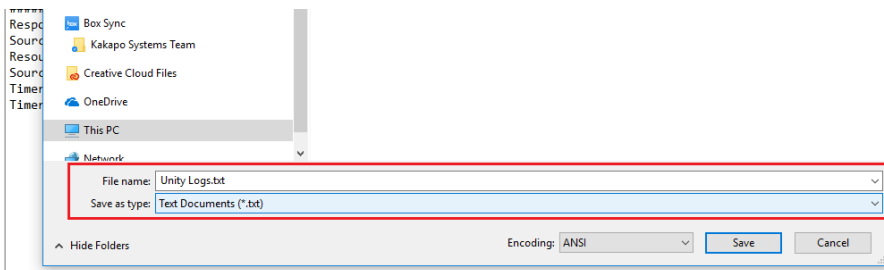 Respo
Sourc
Resou
Sourc
Timer
Timer
Box Sync
Kakapo Systems Team
Creative Cloud Files
OneDrive
This PC
Network
File name: Unity Logs.txt
Save as type: Text Documents (*.txt)
Hide Folders
Encoding: ANSI
Save
Cancel